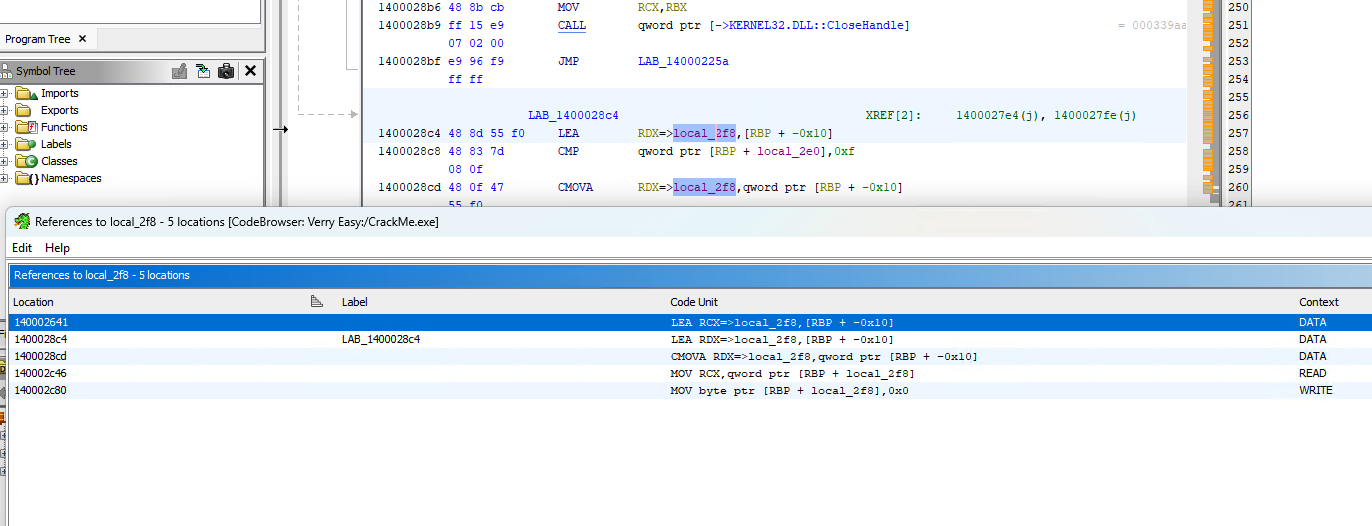 1400028b6 48 8b cb MOV RCX,RBX 250
1400028b9 ff 15 e9 CALL qword ptr [->KERNEL32.DLL::CloseHandle] = 000339aa 251
Program Tree
07 02 00 252
1400028bf e9 96 f9 JMP LAB_14000225a 253
Symbol Tree
ff ff 254
Imports 255
Exports
LAB_1400028c4 XREF[2]: 1400027e4(j), 1400027fe(j) 256
Functions
1400028c4 48 8d 55 f0 LEA RDX=>local_2f8,[RBP + -0x10] 257
Labels
1400028c8 48 83 7d CMP qword ptr [RBP + local_2e0],0xf 258
Classes
08 0f 259
Namespaces
1400028cd 48 0f 47 CMOVA RDX=>local_2f8,qword ptr [RBP + -0x10] 260
55 f0 261
References to local_2f8 - 5 locations [CodeBrowser: Verry Easy:/CrackMe.exe]
Edit Help
References to local_2f8 - 5 locations
Location Label Code Unit Context
140002641 LEA RCX=>local_2f8,[RBP + -0x10] DATA
1400028c4 LAB_1400028c4 LEA RDX=>local_2f8,[RBP + -0x10] DATA
1400028cd CMOVA RDX=>local_2f8,qword ptr [RBP + -0x10] DATA
140002c46 MOV RCX,qword ptr [RBP + local_2f8] READ
140002c80 MOV byte ptr [RBP + local_2f8],0x0 WRITE